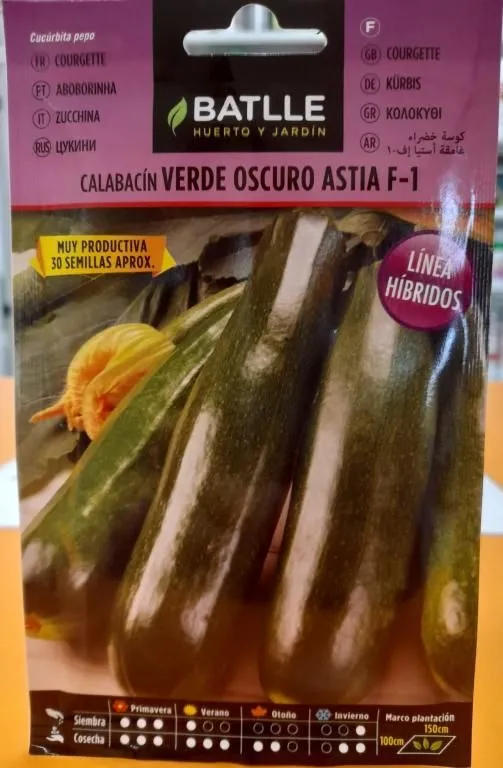 Cucúrbita pepo
FR COURGETTE
PT ABOBORINHA
IT ZUCCHINA
RUS ЦУКИНИ
BATLLE
HUERTO Y JARDÍN
F
GB COURGETTE
DE KÜRBIS
GR ΚΟΛΟΚΥΘΙ
AR كوسة خضراء
غامقة أستيا إف-١
CALABACÍN VERDE OSCURO ASTIA F-1
MUY PRODUCTIVA
30 SEMILLAS APROX.
LÍNEA
HÍBRIDOS
Primavera Verano Otoño Invierno
Siembra
Cosecha
Marco plantación
150cm
100cm